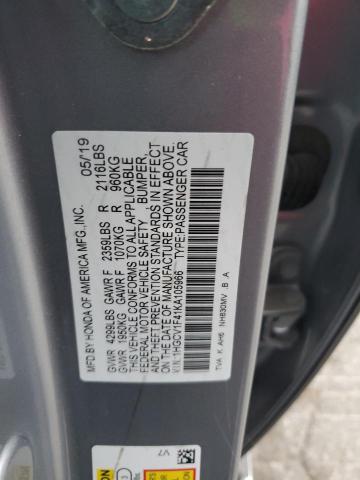 MFD. BY HONDA OF AMERICA MFG., INC. 05/'19
GVWR 4299LBS GAWR F 2359LBS R 2116LBS
GVWR 1950KG GAWR F 1070KG R 960KG
THIS VEHICLE CONFORMS TO ALL APPLICABLE
FEDERAL MOTOR VEHICLE SAFETY BUMPER,
AND THEFT PREVENTION STANDARDS IN EFFECT
ON THE DATE OF MANUFACTURE SHOWN ABOVE.
V.I.N.:1HGCV1F41KA105966 TYPE:PASSENGER CAR
TVA K AH6 NH830MV .B .A
V7